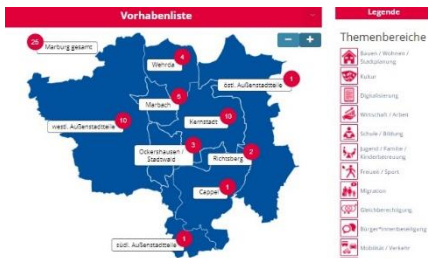 Vorhabenliste
25
Marburg gesamt
4
Wehrda
1
östl. Außenstadtteile
6
Marbach
10
westl. Außenstadtteile
10
Kernstadt
3
Ockershausen /
Stadtwald
2
Richtsberg
1
Cappel
1
südl. Außenstadtteile
Legende
Themenbereiche
Bauen / Wohnen /
Stadtplanung
Kultur
Digitalisierung
Wirtschaft / Arbeit
Schule / Bildung
Jugend / Familie /
Kinderbetreuung
Freizeit / Sport
Migration
Gleichberechtigung
Bürger*innenbeteiligung
Mobilität / Verkehr